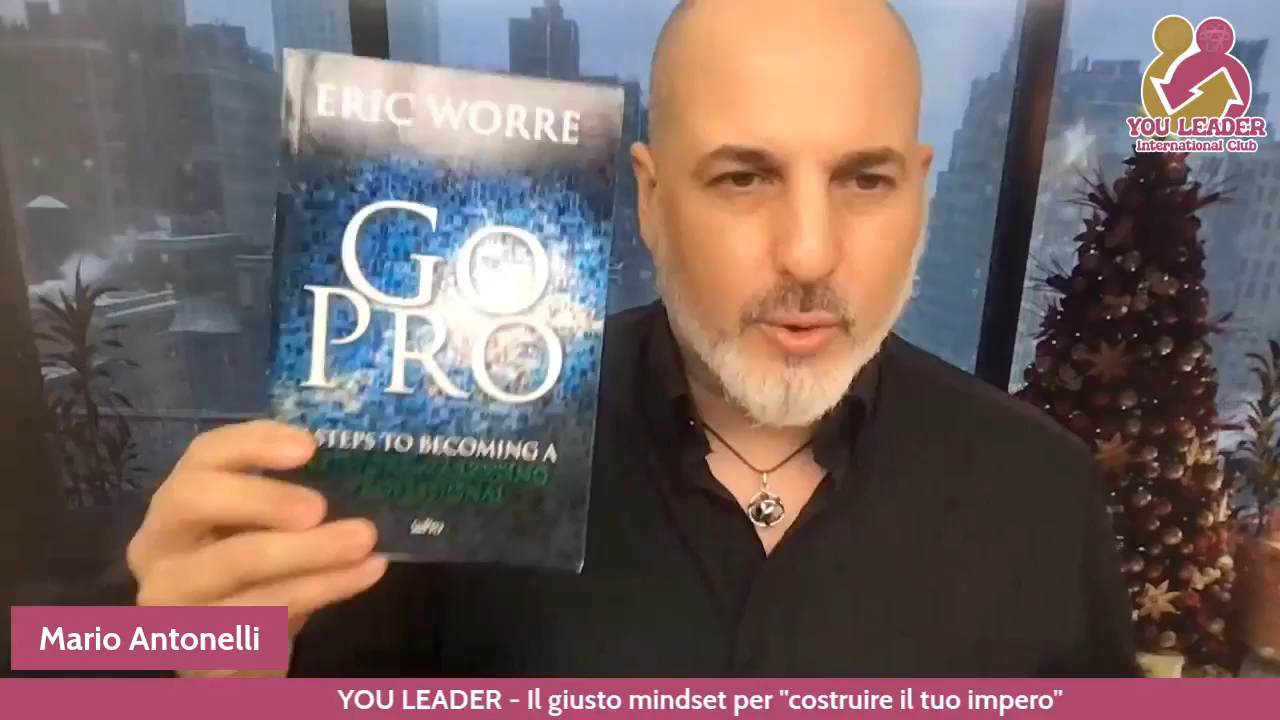 ERIC WORRE
GO
PRO
STEPS TO BECOMING A
YOU LEADER
International Club
Mario Antonelli
YOU LEADER - Il giusto mindset per "costruire il tuo impero"